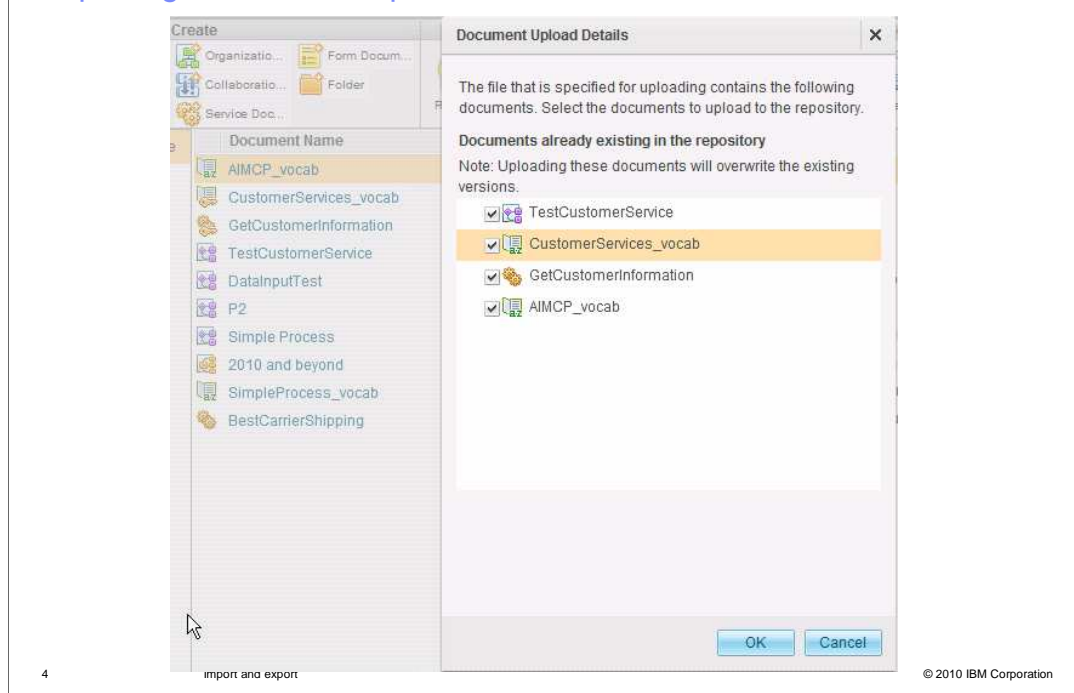 Create
Organizatio...
Form Docum...
Collaboratio...
Folder
Service Doc...
Document Name
AIMCP_vocab
CustomerServices_vocab
GetCustomerInformation
TestCustomerService
DataInputTest
P2
Simple Process
2010 and beyond
SimpleProcess_vocab
BestCarrierShipping
Document Upload Details
The file that is specified for uploading contains the following
documents. Select the documents to upload to the repository.
Documents already existing in the repository
Note: Uploading these documents will overwrite the existing
versions.
TestCustomerService
CustomerServices_vocab
GetCustomerInformation
AIMCP_vocab
OK Cancel
4
Import and export
© 2010 IBM Corporation